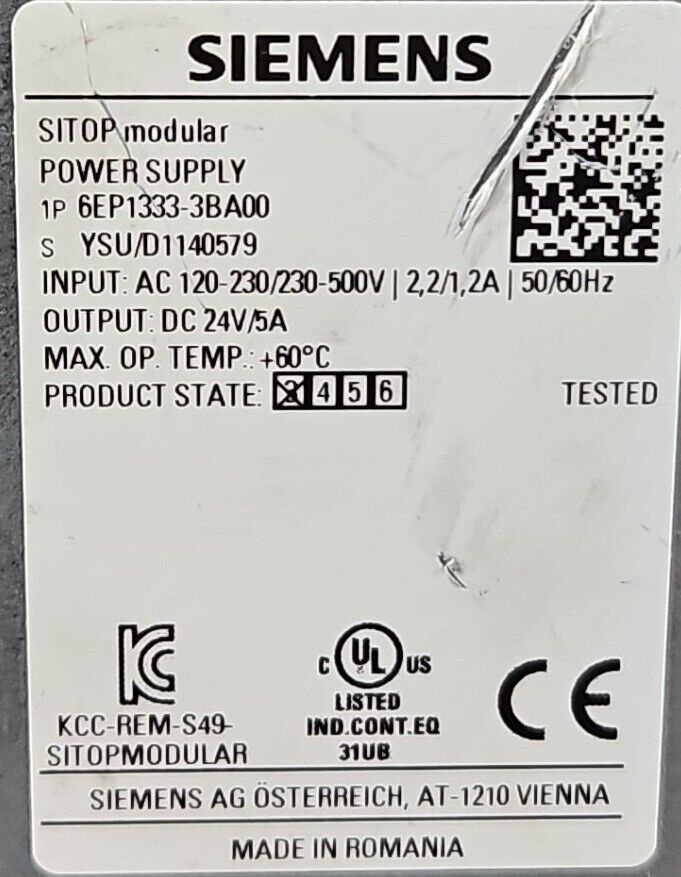 SIEMENS
SITOP modular
POWER SUPPLY
1P 6EP1333-3BA00
S YSU/D1140579
INPUT: AC 120-230/230-500V | 2,2/1,2A | 50/60Hz
OUTPUT: DC 24V/5A
MAX. OP. TEMP.: +60°C
PRODUCT STATE: 3 4 5 6 TESTED
C UL US
LISTED
IND.CONT.EQ
31UB
KCC-REM-S49-
SITOPMODULAR
CE
SIEMENS AG ÖSTERREICH, AT-1210 VIENNA
MADE IN ROMANIA